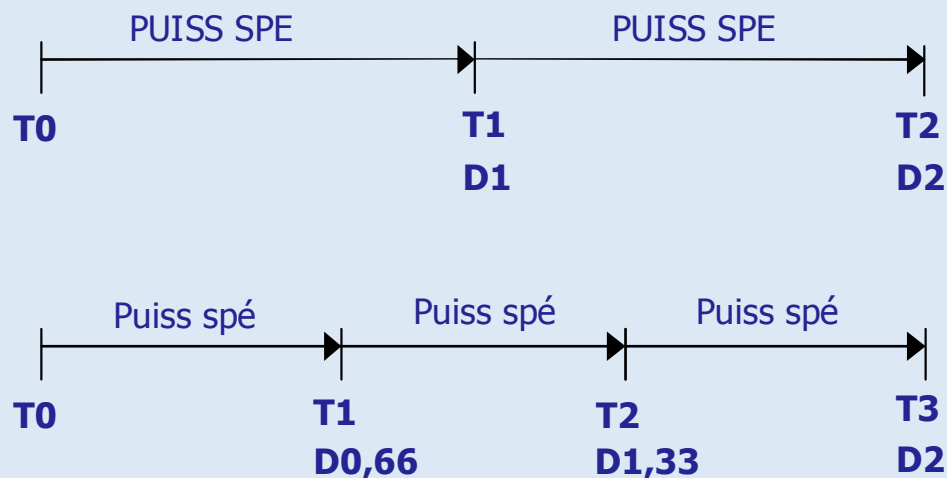 PUISS SPE PUISS SPE
T0 T1 T2
D1 D2
Puiss spé Puiss spé Puiss spé
T0 T1 T2 T3
D0,66 D1,33 D2